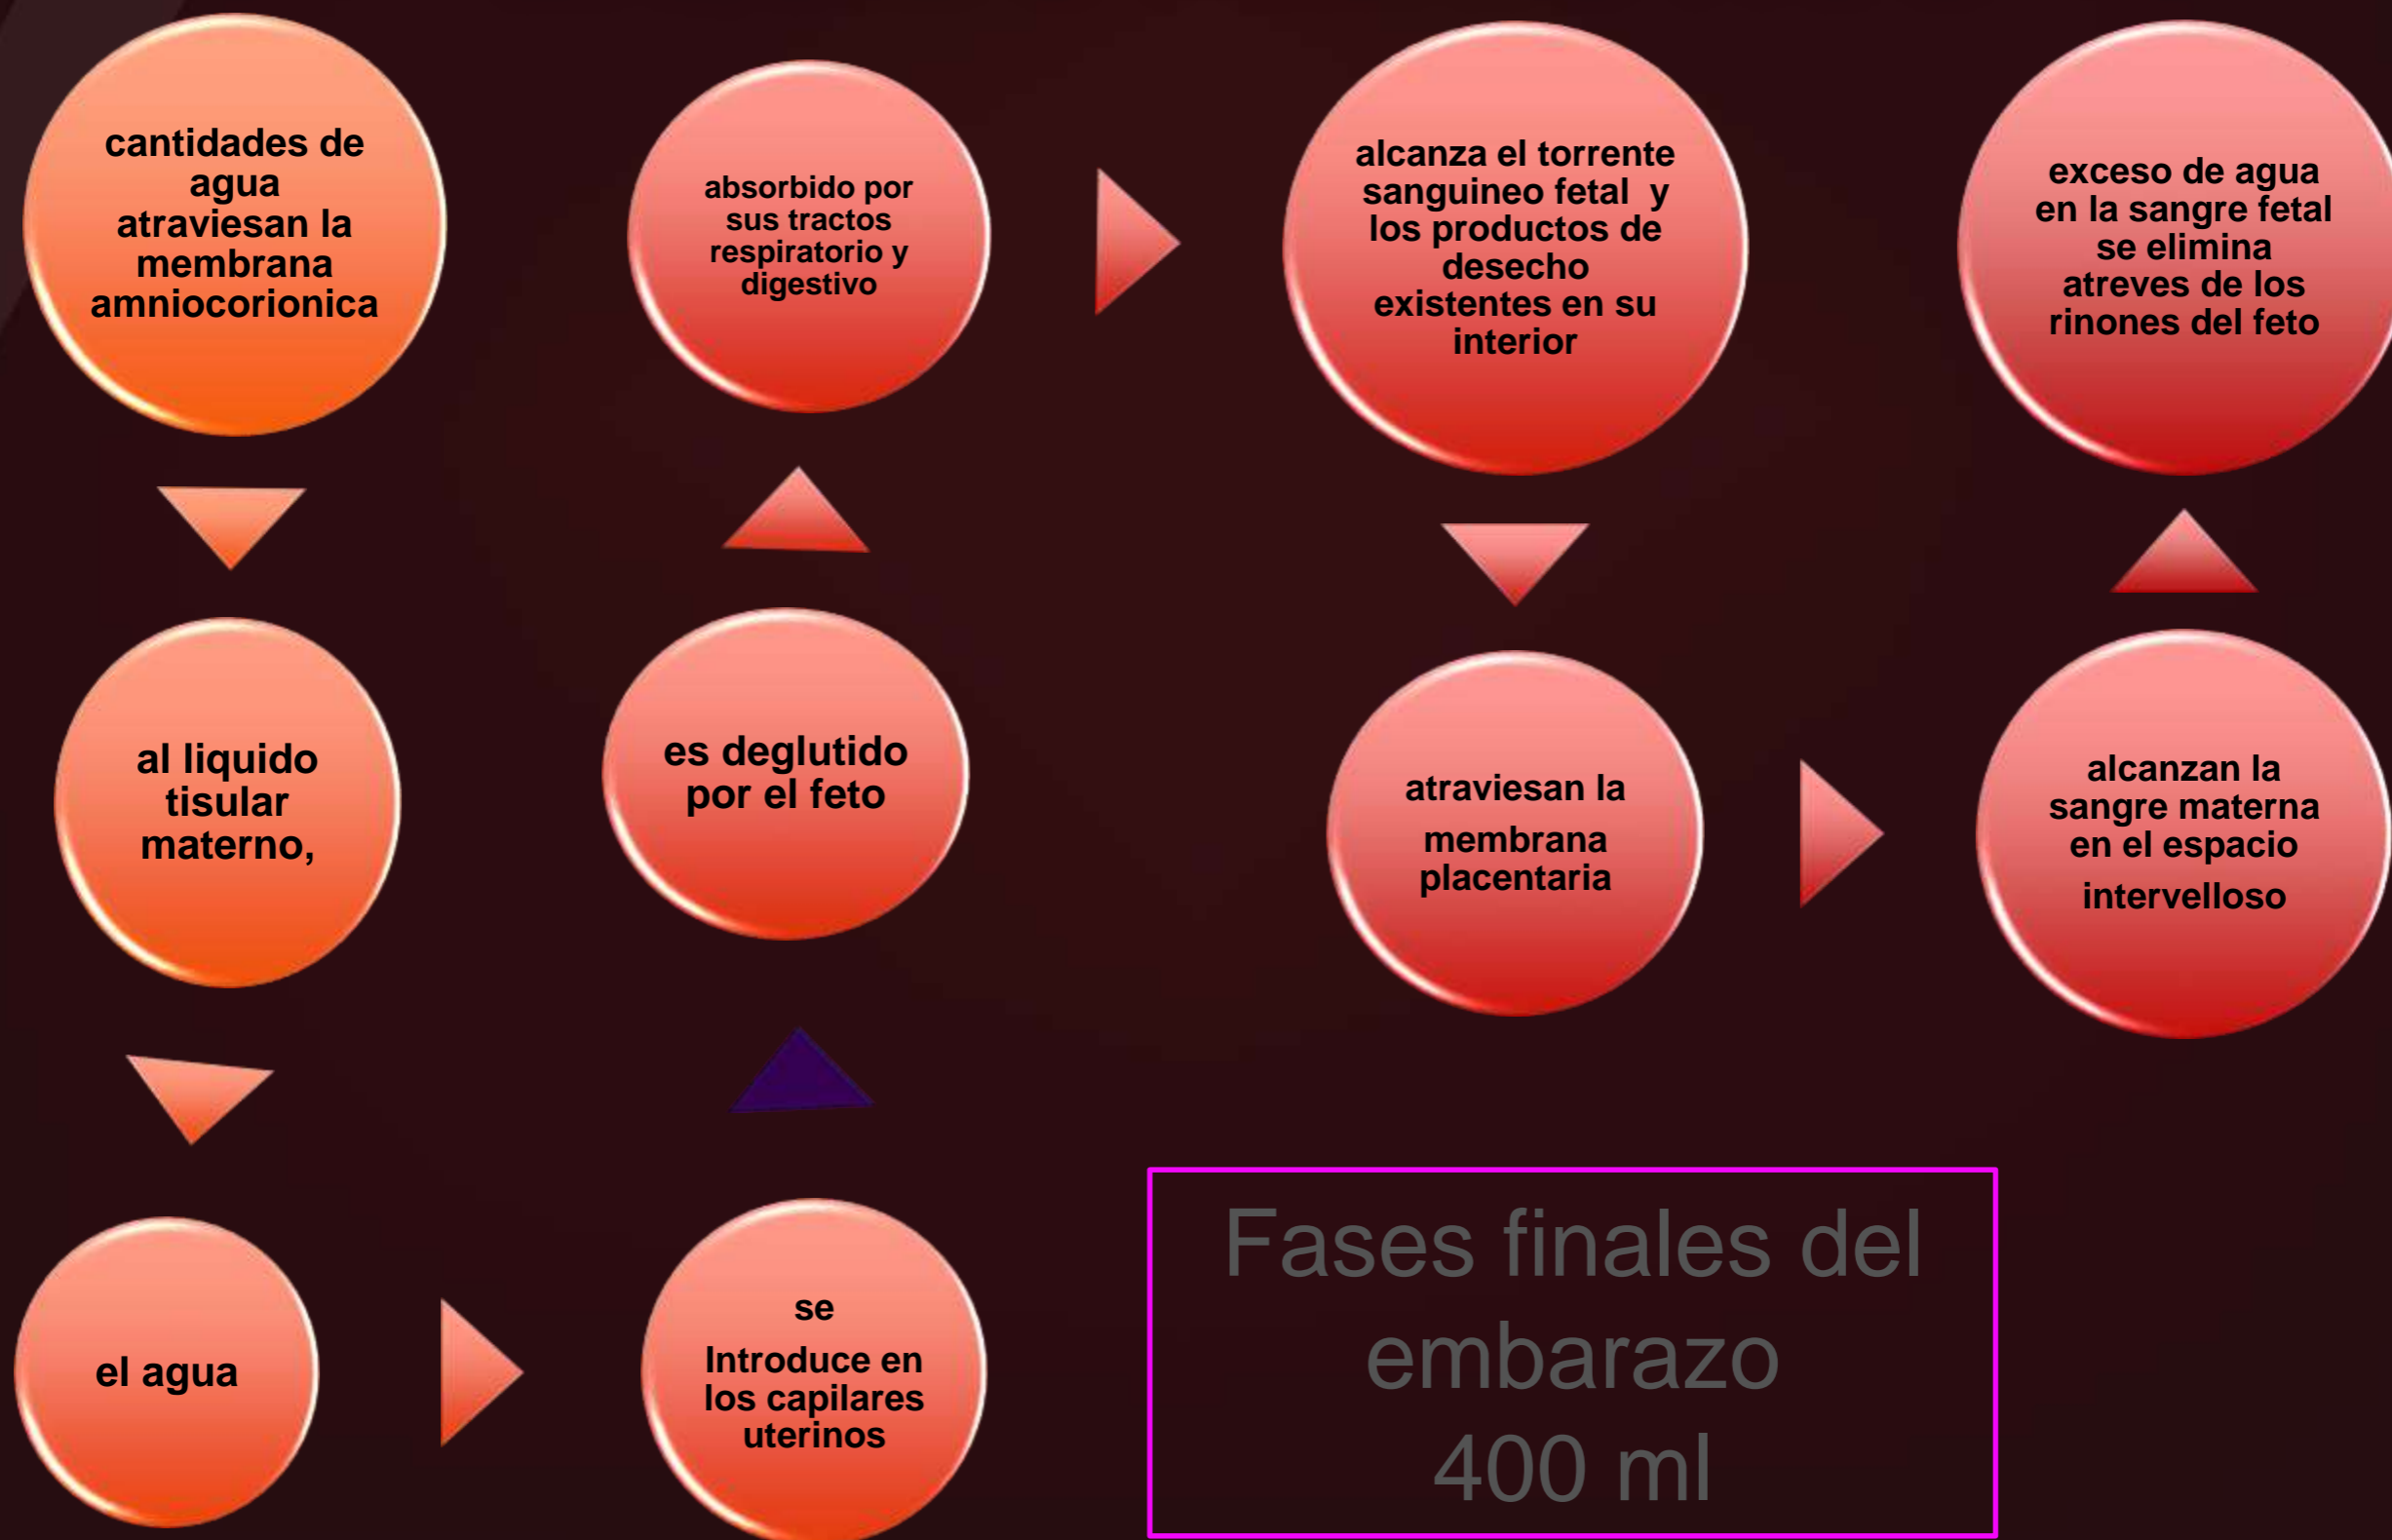 cantidades de
agua
atraviesan la
membrana
amniocorionica
al liquido
tisular
materno,
el agua
se
Introduce en
los capilares
uterinos
es deglutido
por el feto
absorbido por
sus tractos
respiratorio y
digestivo
alcanza el torrente
sanguineo fetal y
los productos de
desecho
existentes en su
interior
atraviesan la
membrana
placentaria
alcanzan la
sangre materna
en el espacio
intervelloso
exceso de agua
en la sangre fetal
se elimina
atreves de los
rinones del feto
Fases finales del
embarazo
400 ml